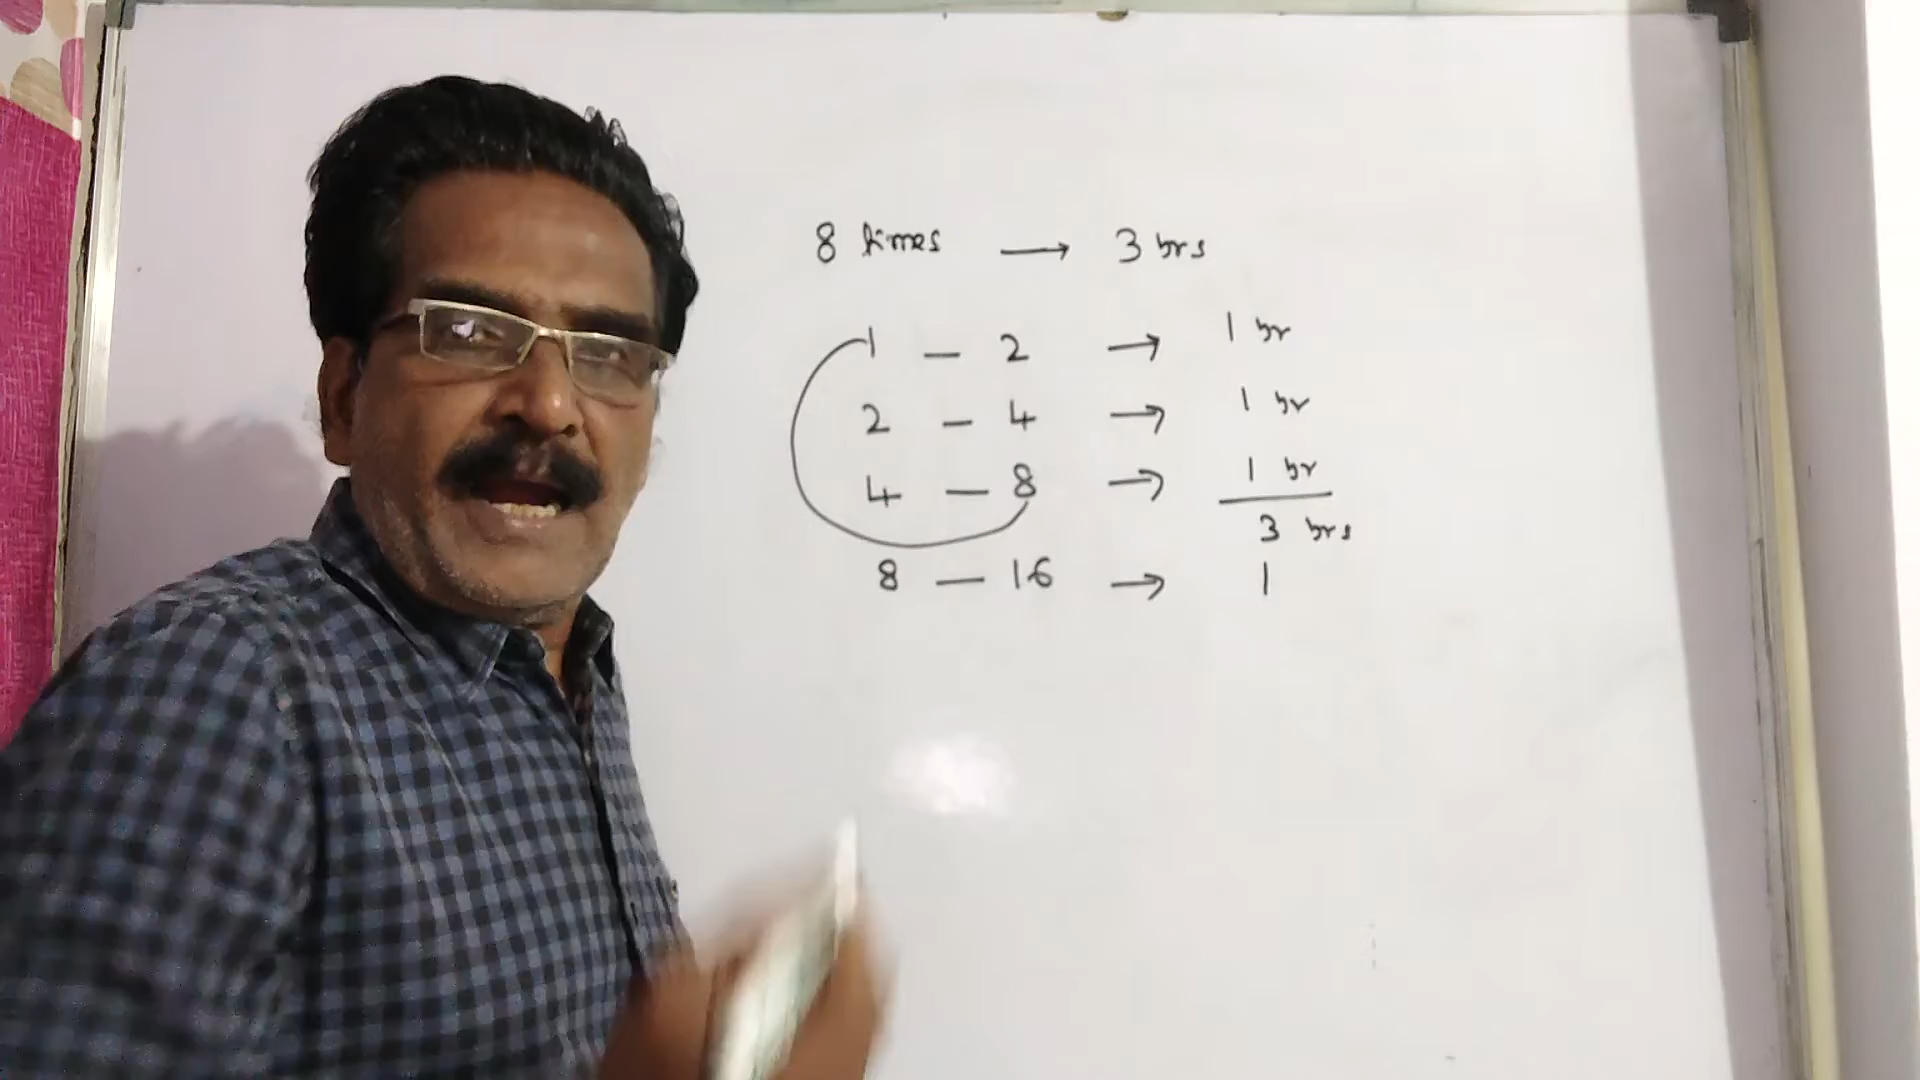 8 times → 3 hrs
1 – 2 → 1 hr
2 – 4 → 1 hr
4 – 8 → 1 hr
3 hrs
8 – 16 → 1